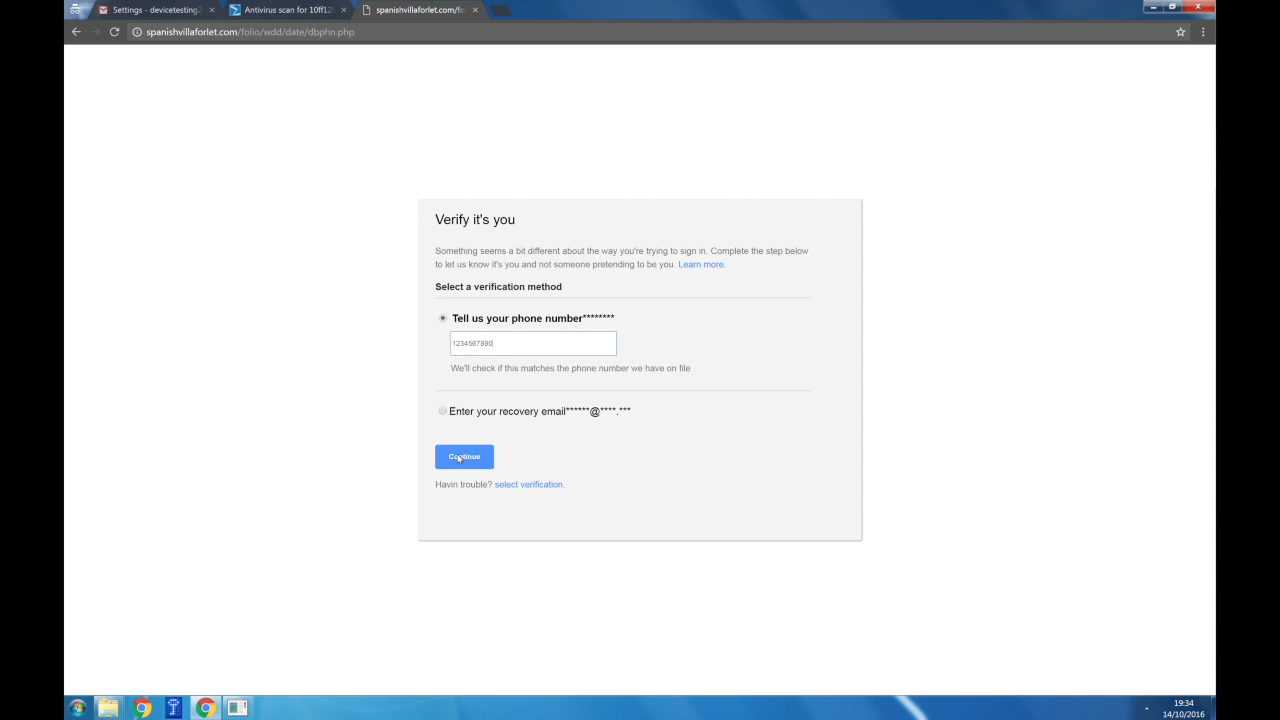 Settings - devicetesting2
Antivirus scan for 10ff12
spanishvillaforlet.com/fo
spanishvillaforlet.com/folio/wdd/date/dbphn.php
Verify it's you
Something seems a bit different about the way you're trying to sign in. Complete the step below
to let us know it's you and not someone pretending to be you. Learn more.
Select a verification method
Tell us your phone number********
1234567890
We'll check if this matches the phone number we have on file
Enter your recovery email******@****.***
Continue
Havin trouble? select verification.
19:34
14/10/2016